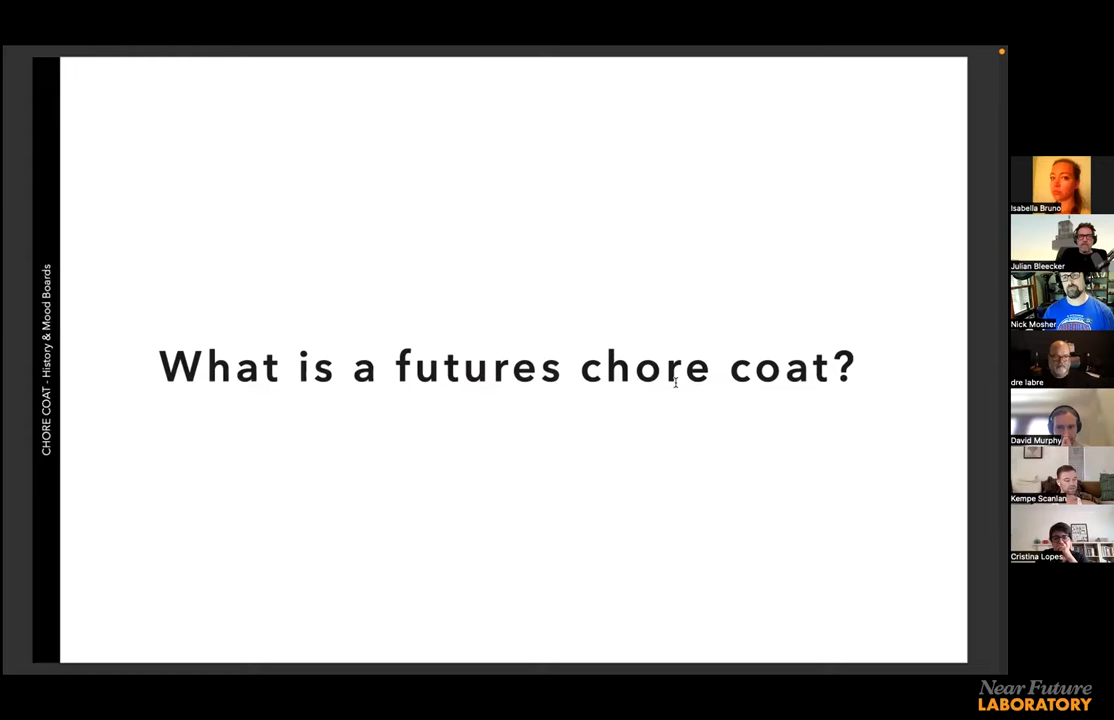 CHORE COAT - History & Mood Boards
What is a futures chore coat?
Isabella Bruno
Julian Bleecker
Nick Mosher
dre labre
David Murphy
Kempe Scanlan
Cristina Lopes
Near Future
LABORATORY